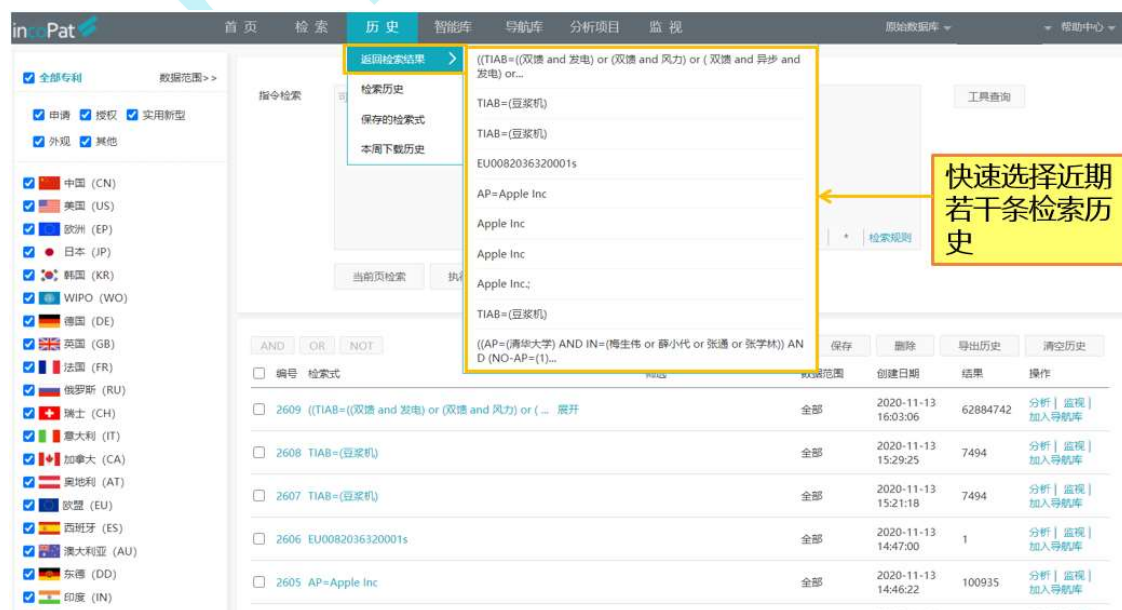 incoPat
首页 检索 历史 智能库 导航库 分析项目 监视 原始数据库 帮助中心
全部专利 数据范围>>
申请 授权 实用新型
外观 其他
中国 (CN)
美国 (US)
欧洲 (EP)
日本 (JP)
韩国 (KR)
WIPO (WO)
德国 (DE)
英国 (GB)
法国 (FR)
俄罗斯 (RU)
瑞士 (CH)
意大利 (IT)
加拿大 (CA)
奥地利 (AT)
欧盟 (EU)
西班牙 (ES)
澳大利亚 (AU)
东德 (DD)
印度 (IN)
返回检索结果
检索历史
保存的检索式
本周下载历史
((TIAB=((双馈 and 发电) or (双馈 and 风力) or ( 双馈 and 异步 and
发电) or...
TIAB=(豆浆机)
TIAB=(豆浆机)
EU0082036320001s
AP=Apple Inc
Apple Inc
Apple Inc
Apple Inc.;
TIAB=(豆浆机)
((AP=(清华大学) AND IN=(梅生伟 or 薛小代 or 张通 or 张学林)) AN
D (NO-AP=(1)...
指令检索
工具查询
* 检索规则
当前页检索
快速选择近期
若干条检索历
史
AND OR NOT 保存 删除 导出历史 清空历史
编号 检索式 数据范围 创建日期 结果 操作
2609 ((TIAB=((双馈 and 发电) or (双馈 and 风力) or ( ... 展开 全部 2020-11-13 16:03:06 62884742 分析 | 监视 |
加入导航库
2608 TIAB=(豆浆机) 全部 2020-11-13 15:29:25 7494 分析 | 监视 |
加入导航库
2607 TIAB=(豆浆机) 全部 2020-11-13 15:21:18 7494 分析 | 监视 |
加入导航库
2606 EU0082036320001s 全部 2020-11-13 14:47:00 1 分析 | 监视 |
加入导航库
2605 AP=Apple Inc 全部 2020-11-13 14:46:22 100935 分析 | 监视 |
加入导航库